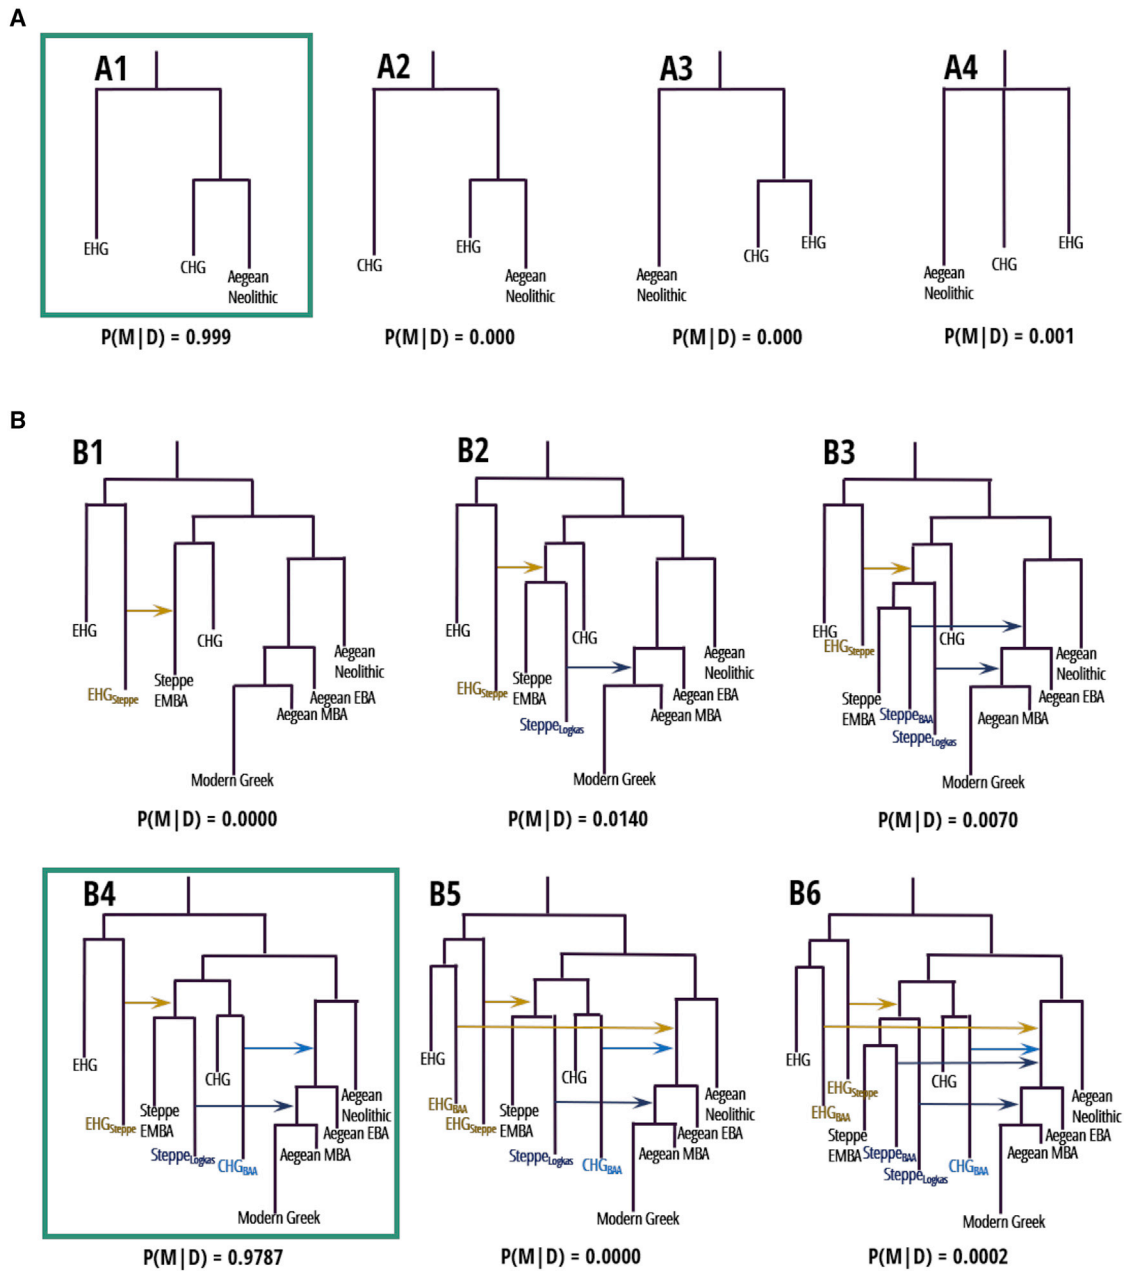 A
A1
A2
A3
A4
EHG
CHG
Aegean
Neolithic
CHG
EHG
Aegean
Neolithic
Aegean
Neolithic
CHG
EHG
Aegean
Neolithic
CHG
EHG
P(M|D) = 0.999
P(M|D) = 0.000
P(M|D) = 0.000
P(M|D) = 0.001
B
B1
EHG
EHGSteppe
Steppe
EMBA
CHG
Aegean
Neolithic
Aegean EBA
Aegean MBA
Modern Greek
P(M|D) = 0.0000
B2
EHG
EHGSteppe
Steppe
EMBA
SteppeLogkas
CHG
Aegean
Neolithic
Aegean EBA
Aegean MBA
Modern Greek
P(M|D) = 0.0140
B3
EHG
EHGSteppe
Steppe
EMBA
SteppeBAA
SteppeLogkas
CHG
Aegean
Neolithic
Aegean EBA
Aegean MBA
Modern Greek
P(M|D) = 0.0070
B4
EHG
EHGSteppe
Steppe
EMBA
SteppeLogkas
CHG
CHGBAA
Aegean
Neolithic
Aegean EBA
Aegean MBA
Modern Greek
P(M|D) = 0.9787
B5
EHG
EHGBAA
EHGSteppe
Steppe
EMBA
SteppeLogkas
CHG
CHGBAA
Aegean
Neolithic
Aegean EBA
Aegean MBA
Modern Greek
P(M|D) = 0.0000
B6
EHG
EHGSteppe
EHGBAA
Steppe
EMBA
SteppeBAA
SteppeLogkas
CHG
CHGBAA
Aegean
Neolithic
Aegean EBA
Aegean MBA
Modern Greek
P(M|D) = 0.0002